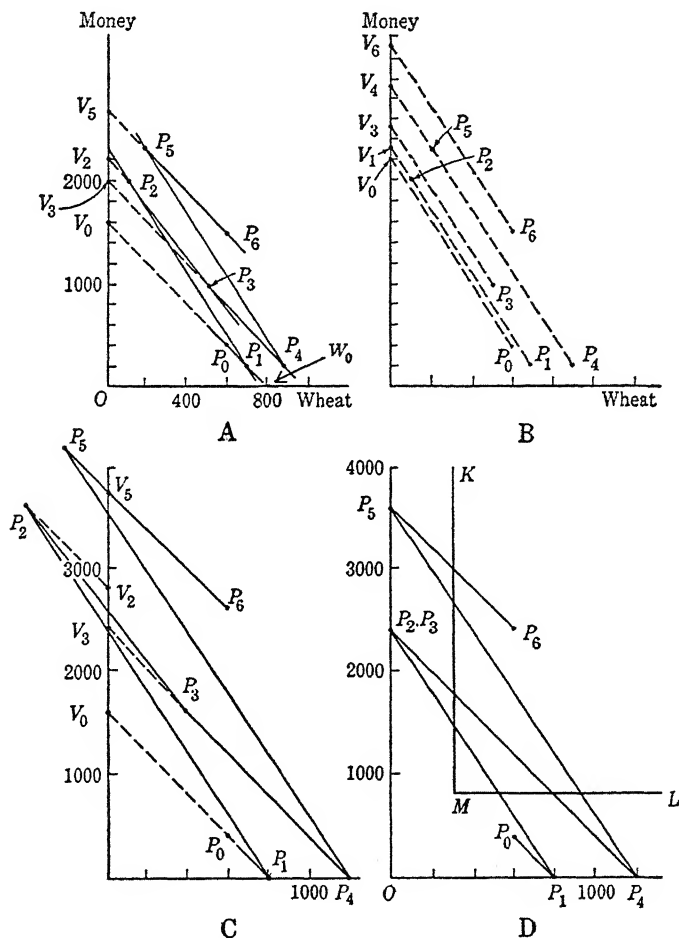 Money
V5
V2
2000
V3
V0
1000
P5
P2
P6
P3
P0
P1
P4
W0
O
400
800
Wheat
A
Money
V6
V4
V3
V1
V0
P5
P2
P6
P3
P0
P1
P4
Wheat
B
P5
V5
P2
3000
V2
P6
V3
2000
P3
V0
1000
P0
P1
1000
P4
C
4000
K
P5
3000
P2.P3
P6
2000
1000
M
L
P0
O
P1
1000
P4
D